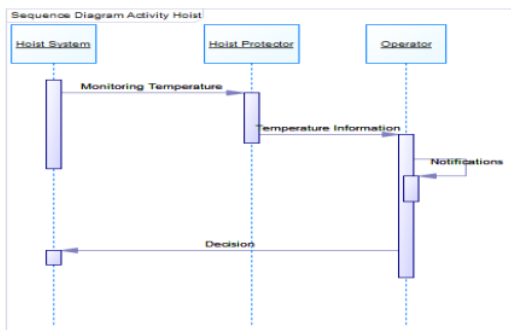 Sequence Diagram Activity Hoist
Hoist System
Hoist Protector
Operator
Monitoring Temperature
Temperature Information
Notifications
Decision